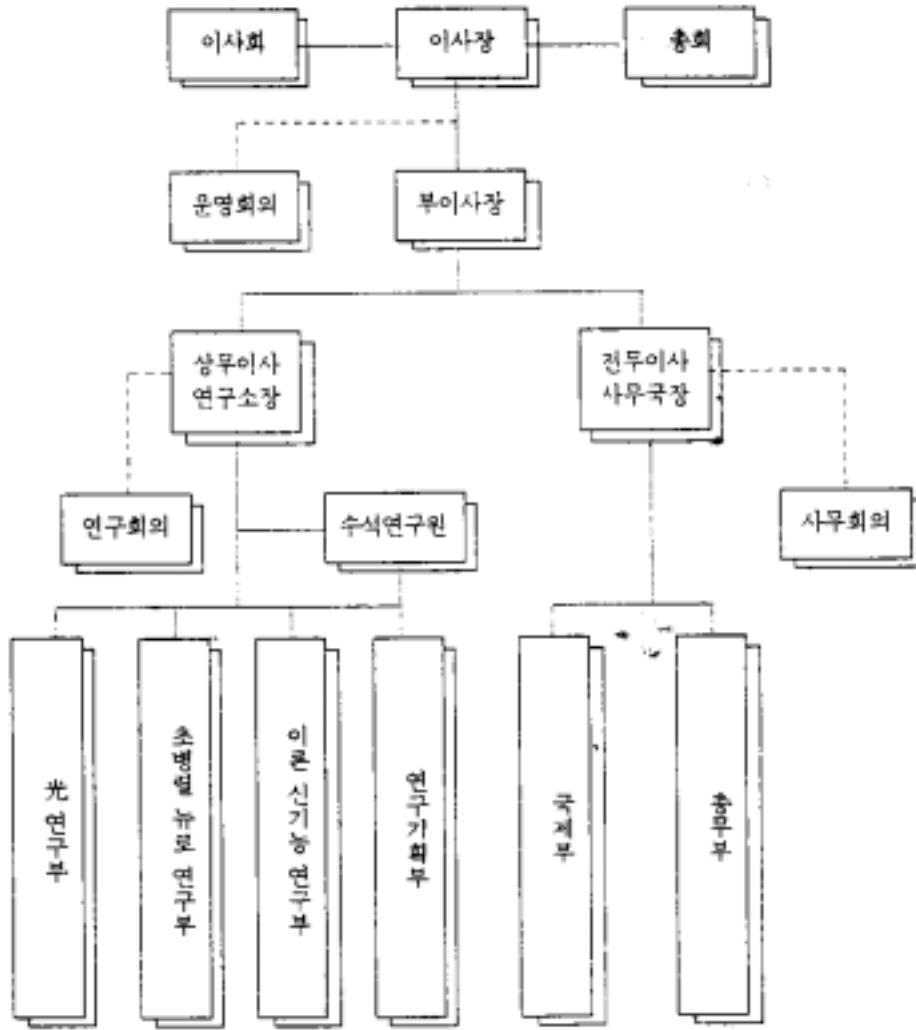 이사회
이사장
총회
운영회의
부이사장
상무이사
연구소장
전무이사
사무국장
연구회의
수석연구원
사무회의
光 연구부
초병렬 뉴로 연구부
이론 신기능 연구부
연구기획부
국제부
총무부